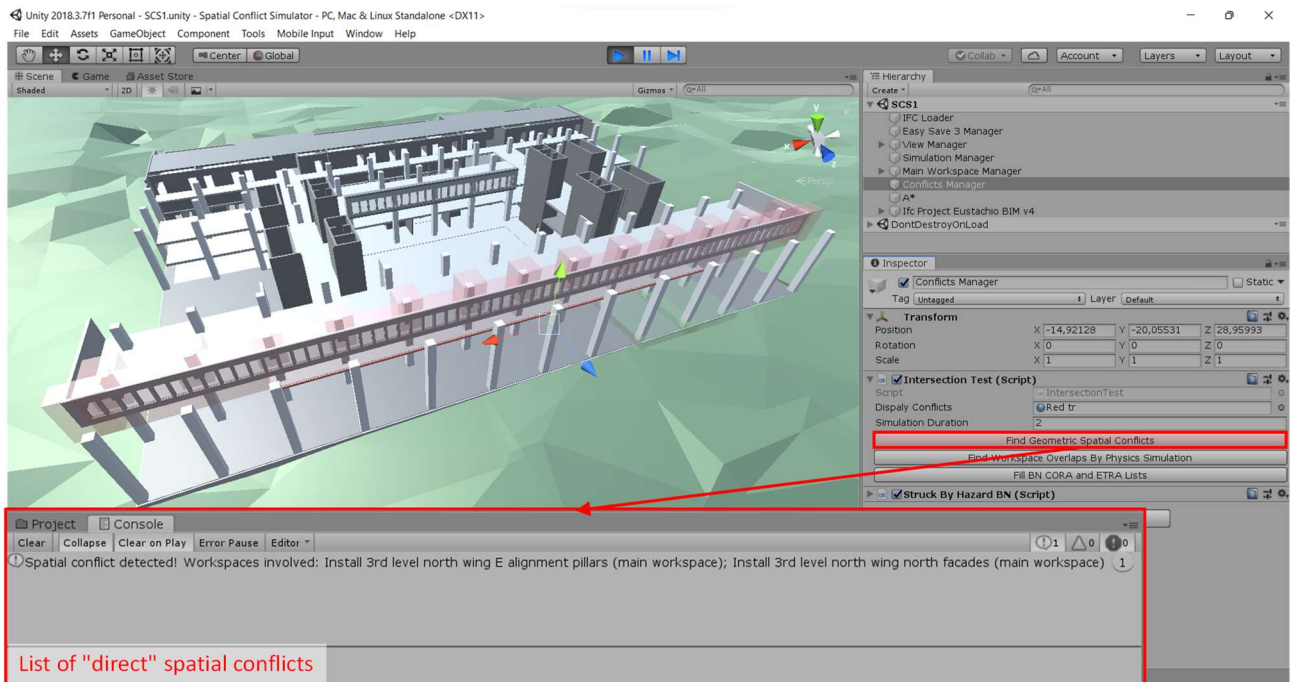 Unity 2018.3.7f1 Personal - SCS1.unity - Spatial Conflict Simulator - PC, Mac & Linux Standalone <DX11>
File Edit Assets GameObject Component Tools Mobile Input Window Help
Center Global Collab Account Layers Layout
Scene Game Asset Store
Shaded 2D Gizmos All
y
x
z
Persp
Hierarchy
Create All
SCS1
IFC Loader
Easy Save 3 Manager
View Manager
Simulation Manager
Main Workspace Manager
Conflicts Manager
A*
Ifc Project Eustachio BIM v4
DontDestroyOnLoad
Inspector
Conflicts Manager Static
Tag Untagged Layer Default
Transform
Position X -14,92128 Y -20,05531 Z 28,95993
Rotation X 0 Y 0 Z 0
Scale X 1 Y 1 Z 1
Intersection Test (Script)
Script IntersectionTest
Dispaly Conflicts Red tr
Simulation Duration 2
Find Geometric Spatial Conflicts
Find Workspace Overlaps By Physics Simulation
Fill BN CORA and ETRA Lists
Struck By Hazard BN (Script)
Project Console
Clear Collapse Clear on Play Error Pause Editor 1 0 0
Spatial conflict detected! Workspaces involved: Install 3rd level north wing E alignment pillars (main workspace); Install 3rd level north wing north facades (main workspace) 1
List of "direct" spatial conflicts